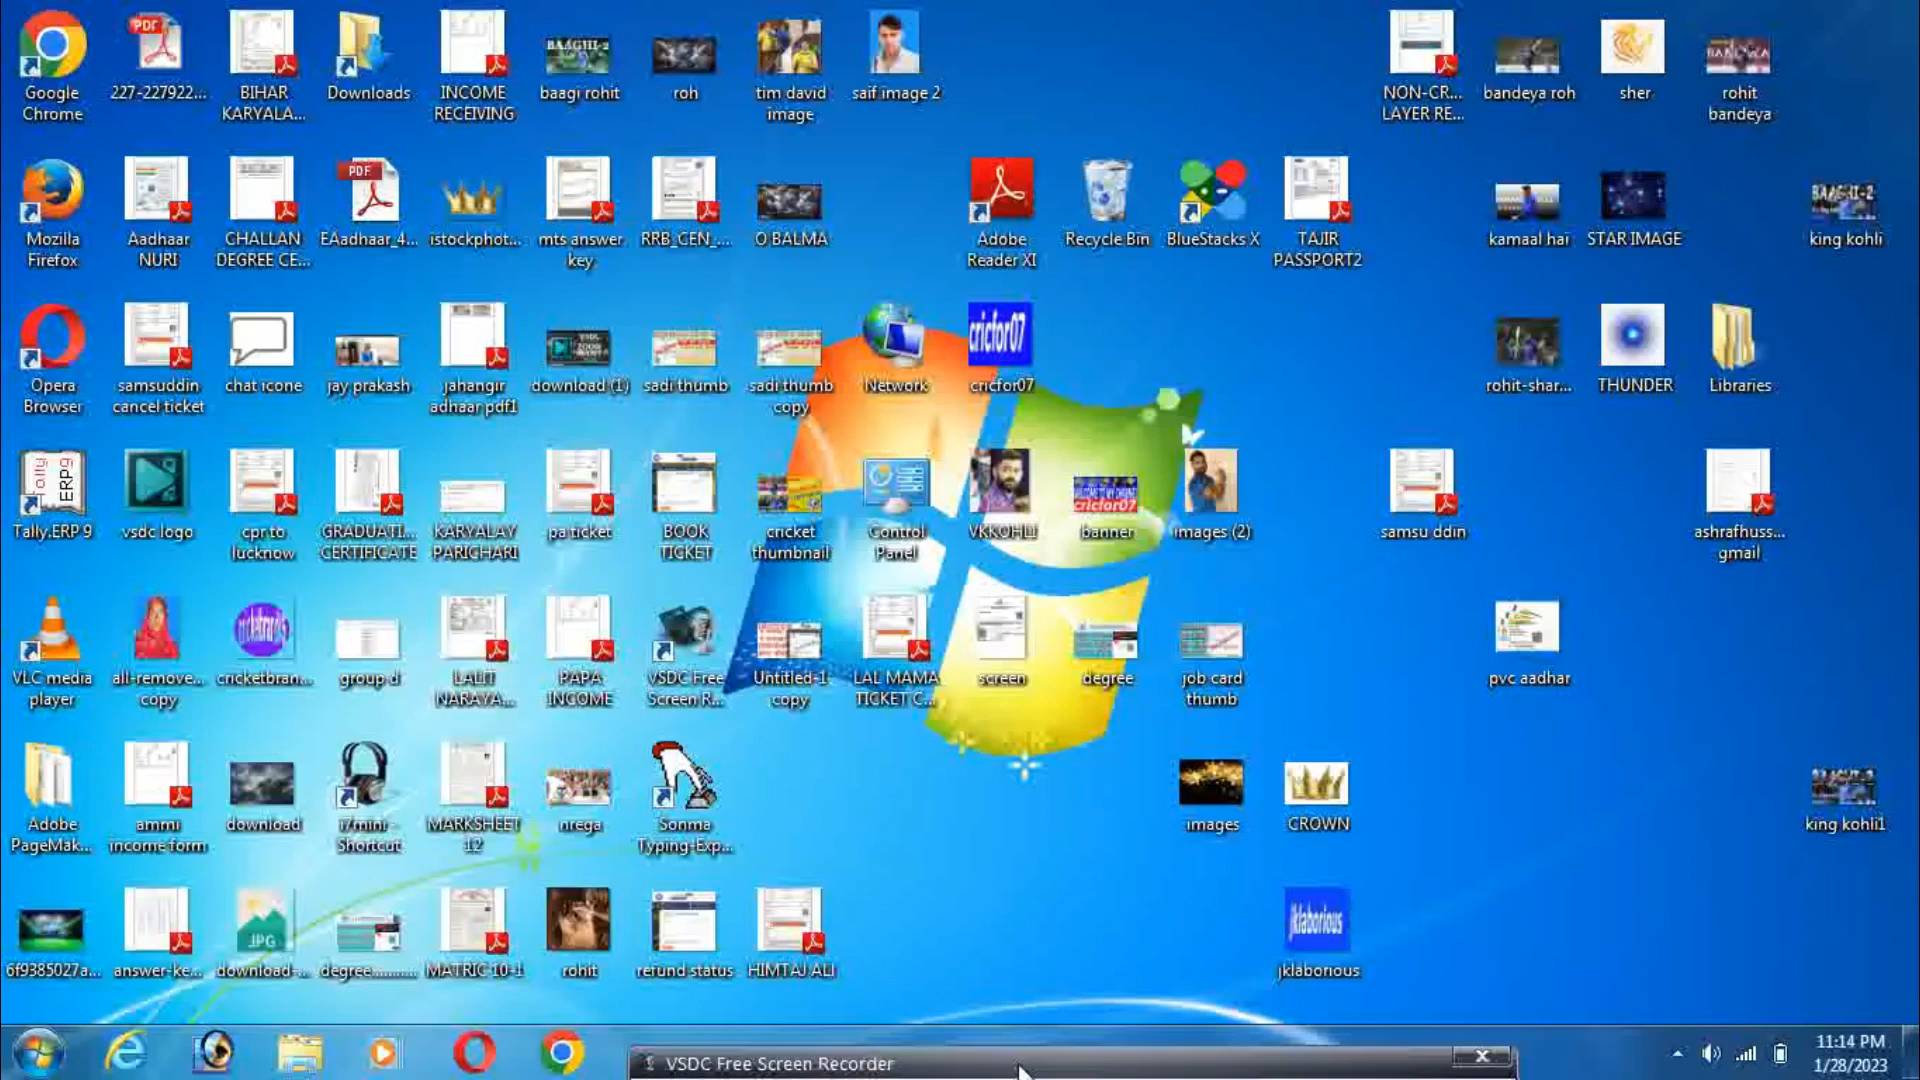 Google
Chrome
227-227922...
BIHAR
KARYALA...
Downloads
INCOME
RECEIVING
baagi rohit
roh
tim david
image
saif image 2
NON-CR...
LAYER RE...
bandeya roh
sher
rohit
bandeya
Mozilla
Firefox
Aadhaar
NURI
CHALLAN
DEGREE CE...
EAadhaar_4...
istockphot...
mts answer
key
RRB_CEN_...
O BALMA
Adobe
Reader XI
Recycle Bin
BlueStacks X
TAJIR
PASSPORT2
kamaal hai
STAR IMAGE
king kohli
Opera
Browser
samsuddin
cancel ticket
chat icone
jay prakash
jahangir
adhaar pdf1
download (1)
sadi thumb
sadi thumb
copy
Network
cricfor07
cricfor07
rohit-shar...
THUNDER
Libraries
Tally.ERP 9
vsdc logo
cpr to
lucknow
GRADUATI...
CERTIFICATE
KARYALAY
PARICHARI
pa ticket
BOOK
TICKET
cricket
thumbnail
Control
Panel
VKKOHLI
cricfor07
banner
images (2)
samsu ddin
ashrafhuss...
gmail
VLC media
player
all-remove...
copy
cricketbran...
group d
LALIT
NARAYA...
PAPA
INCOME
VSDC Free
Screen R...
Untitled-1
copy
LAL MAMA
TICKET C...
screen
degree
job card
thumb
pvc aadhar
Adobe
PageMak...
ammi
income form
download
i7mini -
Shortcut
MARKSHEET
12
nrega
Sonma
Typing-Exp...
images
CROWN
king kohli1
6f9385027a...
answer-ke...
JPG
download-...
degree............
MATRIC 10-1
rohit
refund status
HIMTAJ ALI
jklaborious
jklaborious
VSDC Free Screen Recorder
11:14 PM
1/28/2023